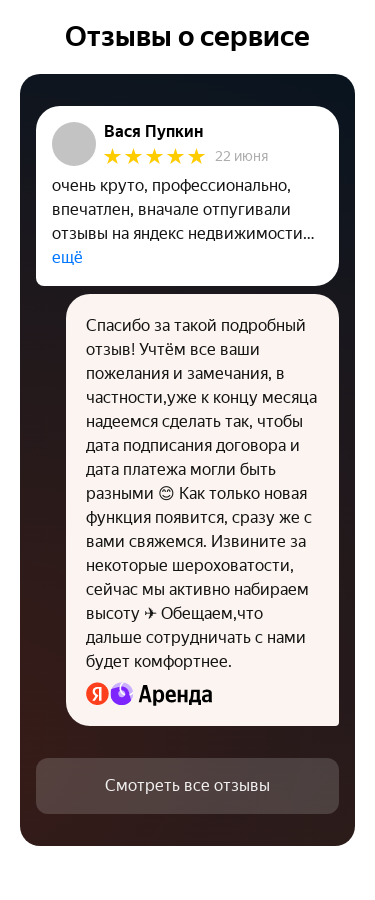 Отзывы о сервисе
Вася Пупкин
22 июня
очень круто, профессионально,
впечатлен, вначале отпугивали
отзывы на яндекс недвижимости...
ещё
Спасибо за такой подробный
отзыв! Учтём все ваши
пожелания и замечания, в
частности,уже к концу месяца
надеемся сделать так, чтобы
дата подписания договора и
дата платежа могли быть
разными 😊 Как только новая
функция появится, сразу же с
вами свяжемся. Извините за
некоторые шероховатости,
сейчас мы активно набираем
высоту ✈ Обещаем,что
дальше сотрудничать с нами
будет комфортнее.
Я Аренда
Смотреть все отзывы